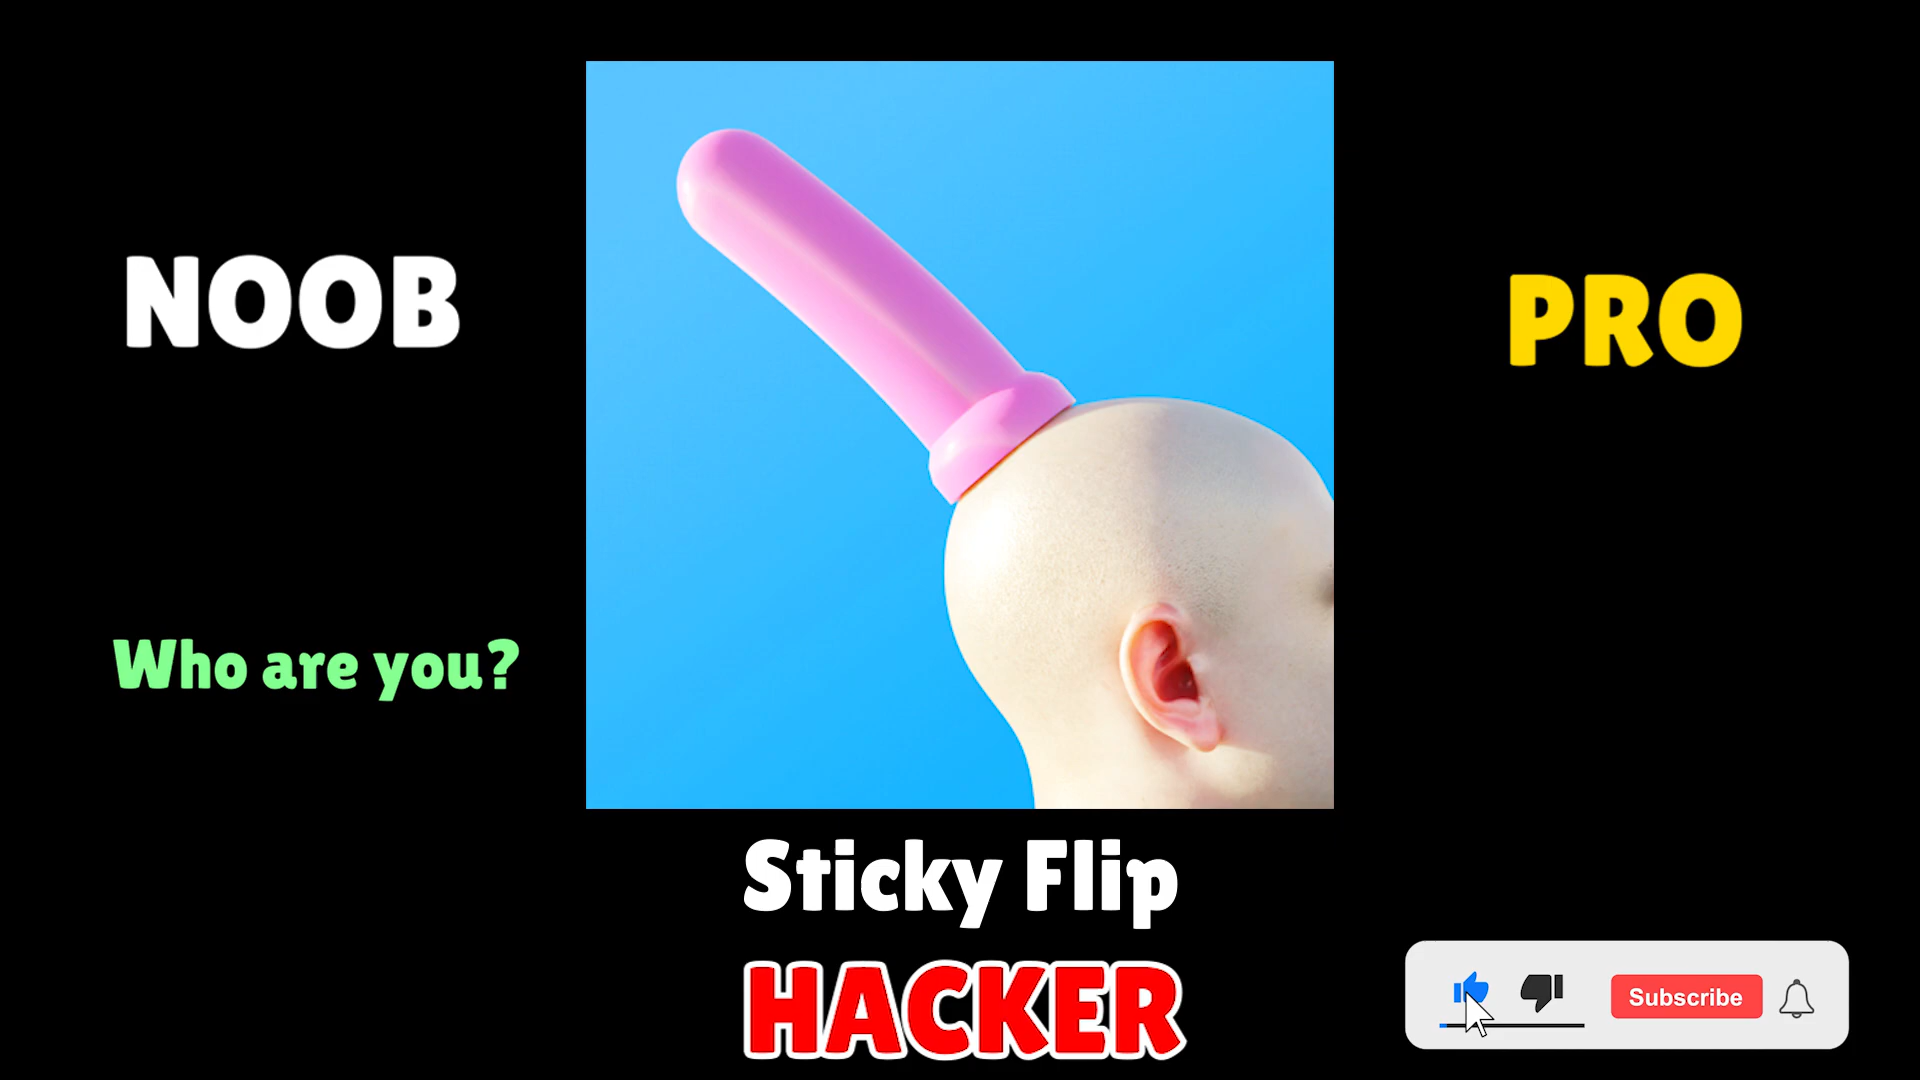 NOOB
PRO
Who are you?
Sticky Flip
HACKER
Subscribe